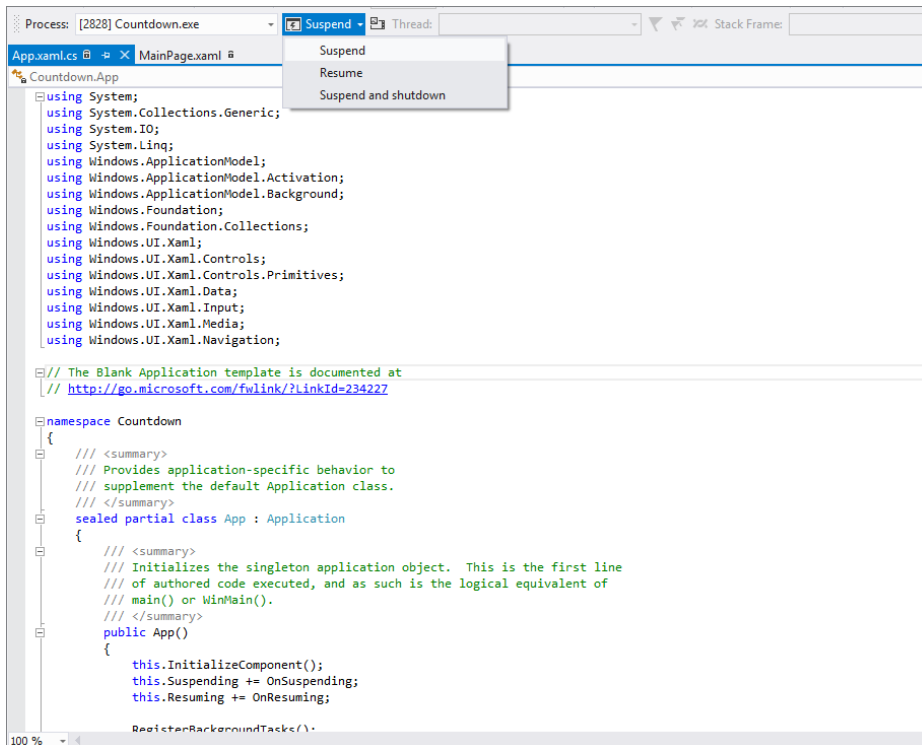 Process: [2828] Countdown.exe Suspend Thread: Stack Frame:
Suspend
Resume
Suspend and shutdown
App.xaml.cs MainPage.xaml
Countdown.App
using System;
using System.Collections.Generic;
using System.IO;
using System.Linq;
using Windows.ApplicationModel;
using Windows.ApplicationModel.Activation;
using Windows.ApplicationModel.Background;
using Windows.Foundation;
using Windows.Foundation.Collections;
using Windows.UI.Xaml;
using Windows.UI.Xaml.Controls;
using Windows.UI.Xaml.Controls.Primitives;
using Windows.UI.Xaml.Data;
using Windows.UI.Xaml.Input;
using Windows.UI.Xaml.Media;
using Windows.UI.Xaml.Navigation;
// The Blank Application template is documented at
// http://go.microsoft.com/fwlink/?LinkId=234227
namespace Countdown
{
/// <summary>
/// Provides application-specific behavior to
/// supplement the default Application class.
/// </summary>
sealed partial class App : Application
{
/// <summary>
/// Initializes the singleton application object.  This is the first line
/// of authored code executed, and as such is the logical equivalent of
/// main() or WinMain().
/// </summary>
public App()
{
this.InitializeComponent();
this.Suspending += OnSuspending;
this.Resuming += OnResuming;
RegisterBackgroundTasks();
100 %